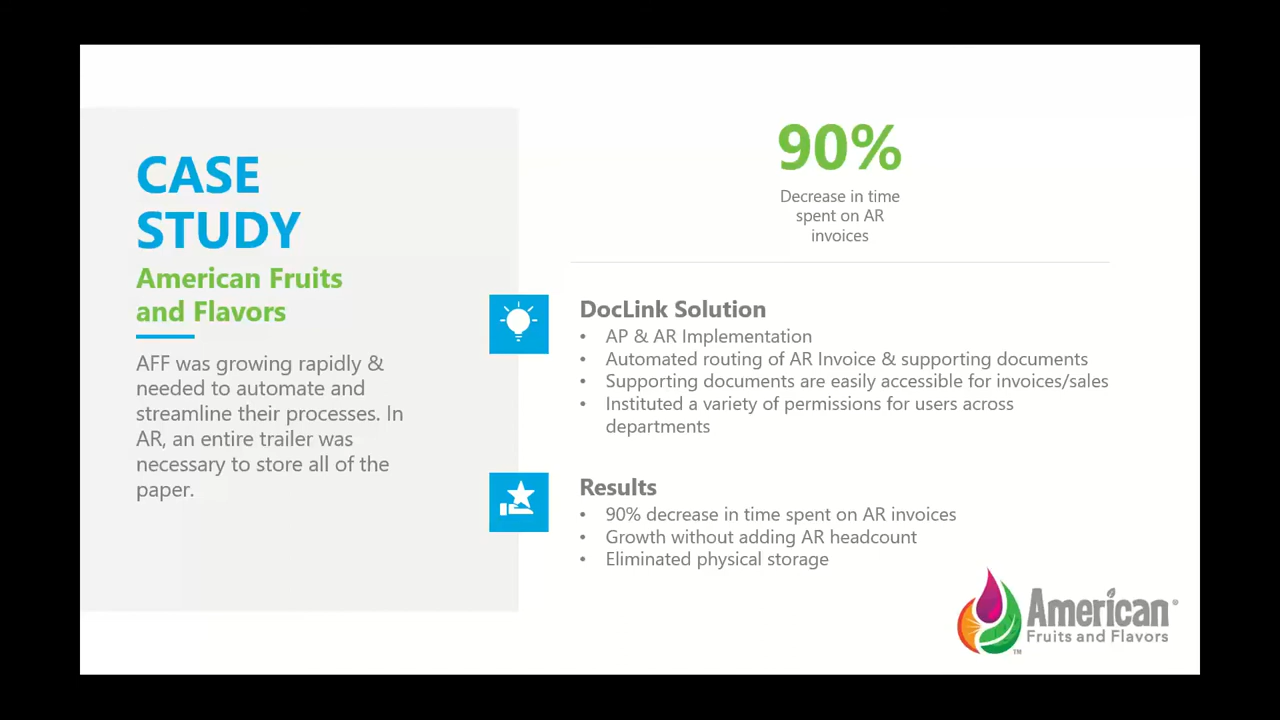 CASE
STUDY
American Fruits
and Flavors
AFF was growing rapidly &
needed to automate and
streamline their processes. In
AR, an entire trailer was
necessary to store all of the
paper.
90%
Decrease in time
spent on AR
invoices
DocLink Solution
• AP & AR Implementation
• Automated routing of AR Invoice & supporting documents
• Supporting documents are easily accessible for invoices/sales
• Instituted a variety of permissions for users across
departments
Results
• 90% decrease in time spent on AR invoices
• Growth without adding AR headcount
• Eliminated physical storage
American®
Fruits and Flavors
™